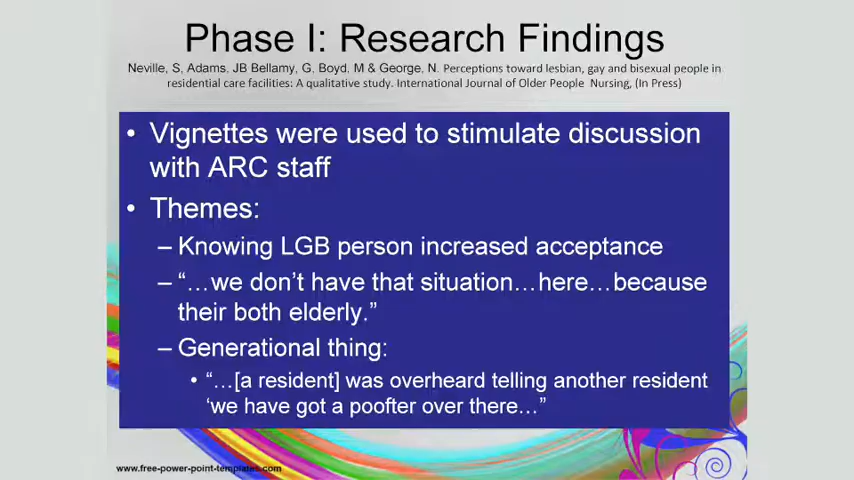 Phase I: Research Findings
Neville, S, Adams. JB Bellamy, G, Boyd. M & George, N. Perceptions toward lesbian, gay and bisexual people in
residential care facilities: A qualitative study. International Journal of Older People Nursing, (In Press)
• Vignettes were used to stimulate discussion
with ARC staff
• Themes:
– Knowing LGB person increased acceptance
– “…we don’t have that situation…here…because
their both elderly.”
– Generational thing:
• “…[a resident] was overheard telling another resident
‘we have got a poofter over there…”
www.free-power-point-templates.com